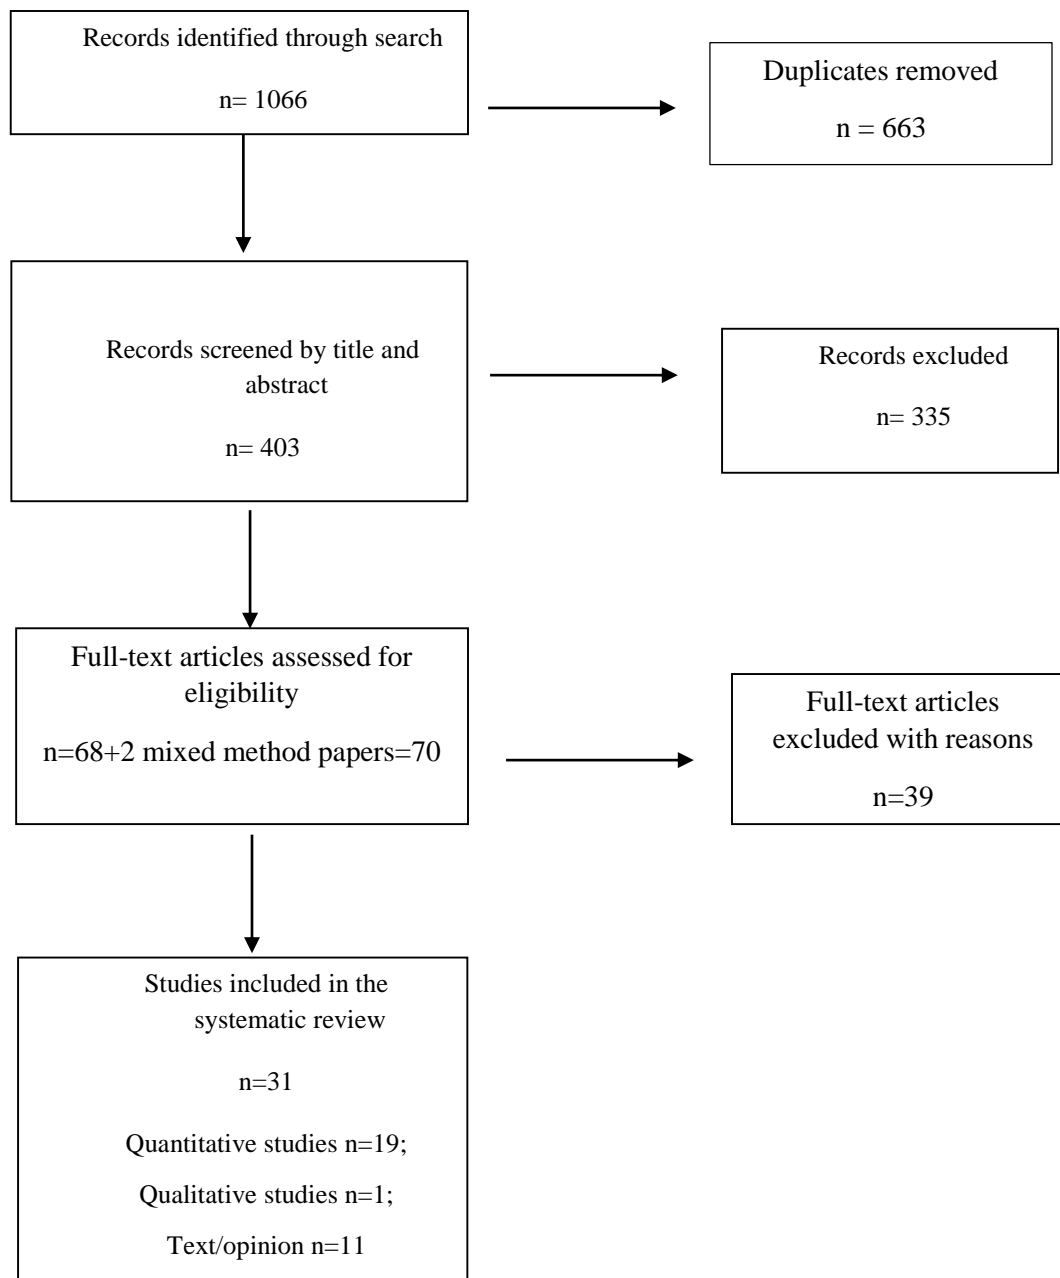 Records identified through search
n= 1066
Duplicates removed
n = 663
Records screened by title and
abstract
n= 403
Records excluded
n= 335
Full-text articles assessed for
eligibility
n=68+2 mixed method papers=70
Full-text articles
excluded with reasons
n=39
Studies included in the
systematic review
n=31
Quantitative studies n=19;
Qualitative studies n=1;
Text/opinion n=11